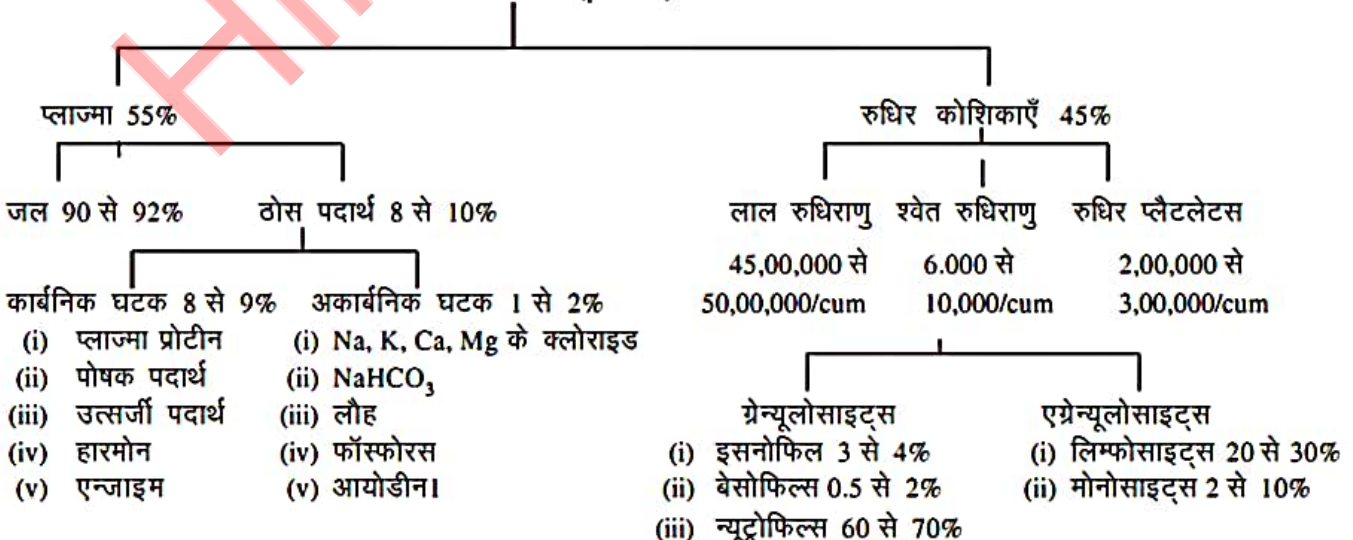 प्लाज्मा 55% रुधिर कोशिकाएँ 45%
जल 90 से 92% ठोस पदार्थ 8 से 10% लाल रुधिराणु श्वेत रुधिराणु रुधिर प्लैटलेटस
45,00,000 से 6.000 से 2,00,000 से
50,00,000/cum 10,000/cum 3,00,000/cum
कार्बनिक घटक 8 से 9% अकार्बनिक घटक 1 से 2%
(i) प्लाज्मा प्रोटीन (i) Na, K, Ca, Mg के क्लोराइड
(ii) पोषक पदार्थ (ii) NaHCO₃
(iii) उत्सर्जी पदार्थ (iii) लौह
(iv) हारमोन (iv) फॉस्फोरस
(v) एन्जाइम (v) आयोडीन।
ग्रेन्यूलोसाइट्स एग्रेन्यूलोसाइट्स
(i) इसनोफिल 3 से 4% (i) लिम्फोसाइट्स 20 से 30%
(ii) बेसोफिल्स 0.5 से 2% (ii) मोनोसाइट्स 2 से 10%
(iii) न्यूट्रोफिल्स 60 से 70%